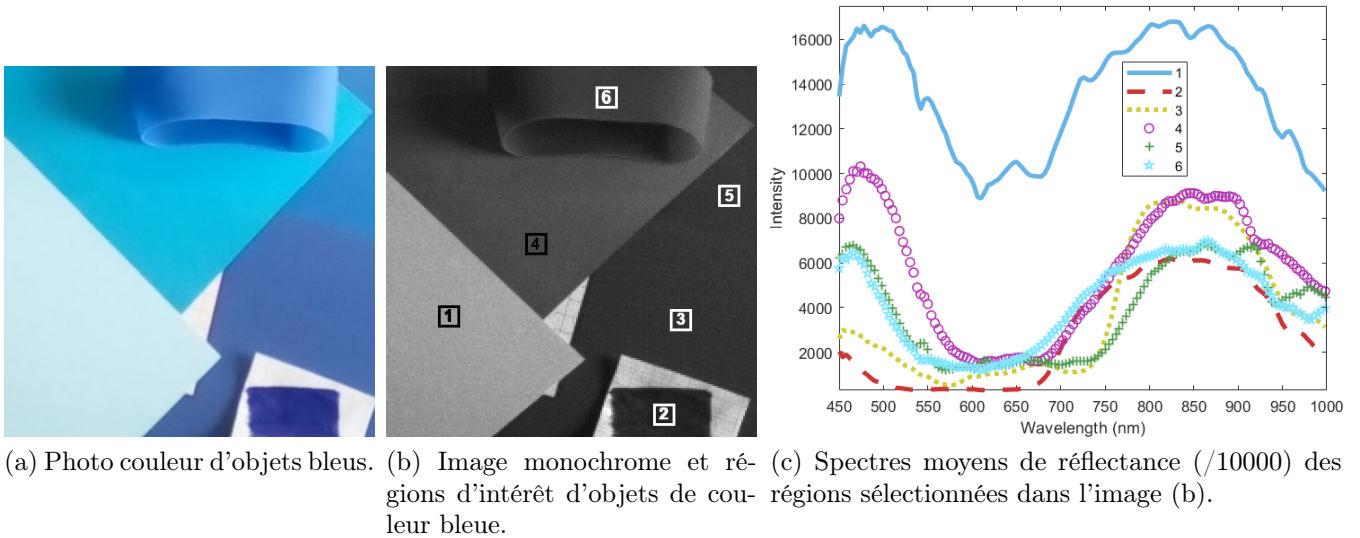 6
5
4
1
3
2
16000
14000
12000
10000
8000
6000
4000
2000
Intensity
1
2
3
4
5
6
450 500 550 600 650 700 750 800 850 900 950 1000
Wavelength (nm)
(a) Photo couleur d'objets bleus.
(b) Image monochrome et ré-
gions d'intérêt d'objets de cou-
leur bleue.
(c) Spectres moyens de réflectance (/10000) des
régions sélectionnées dans l'image (b).